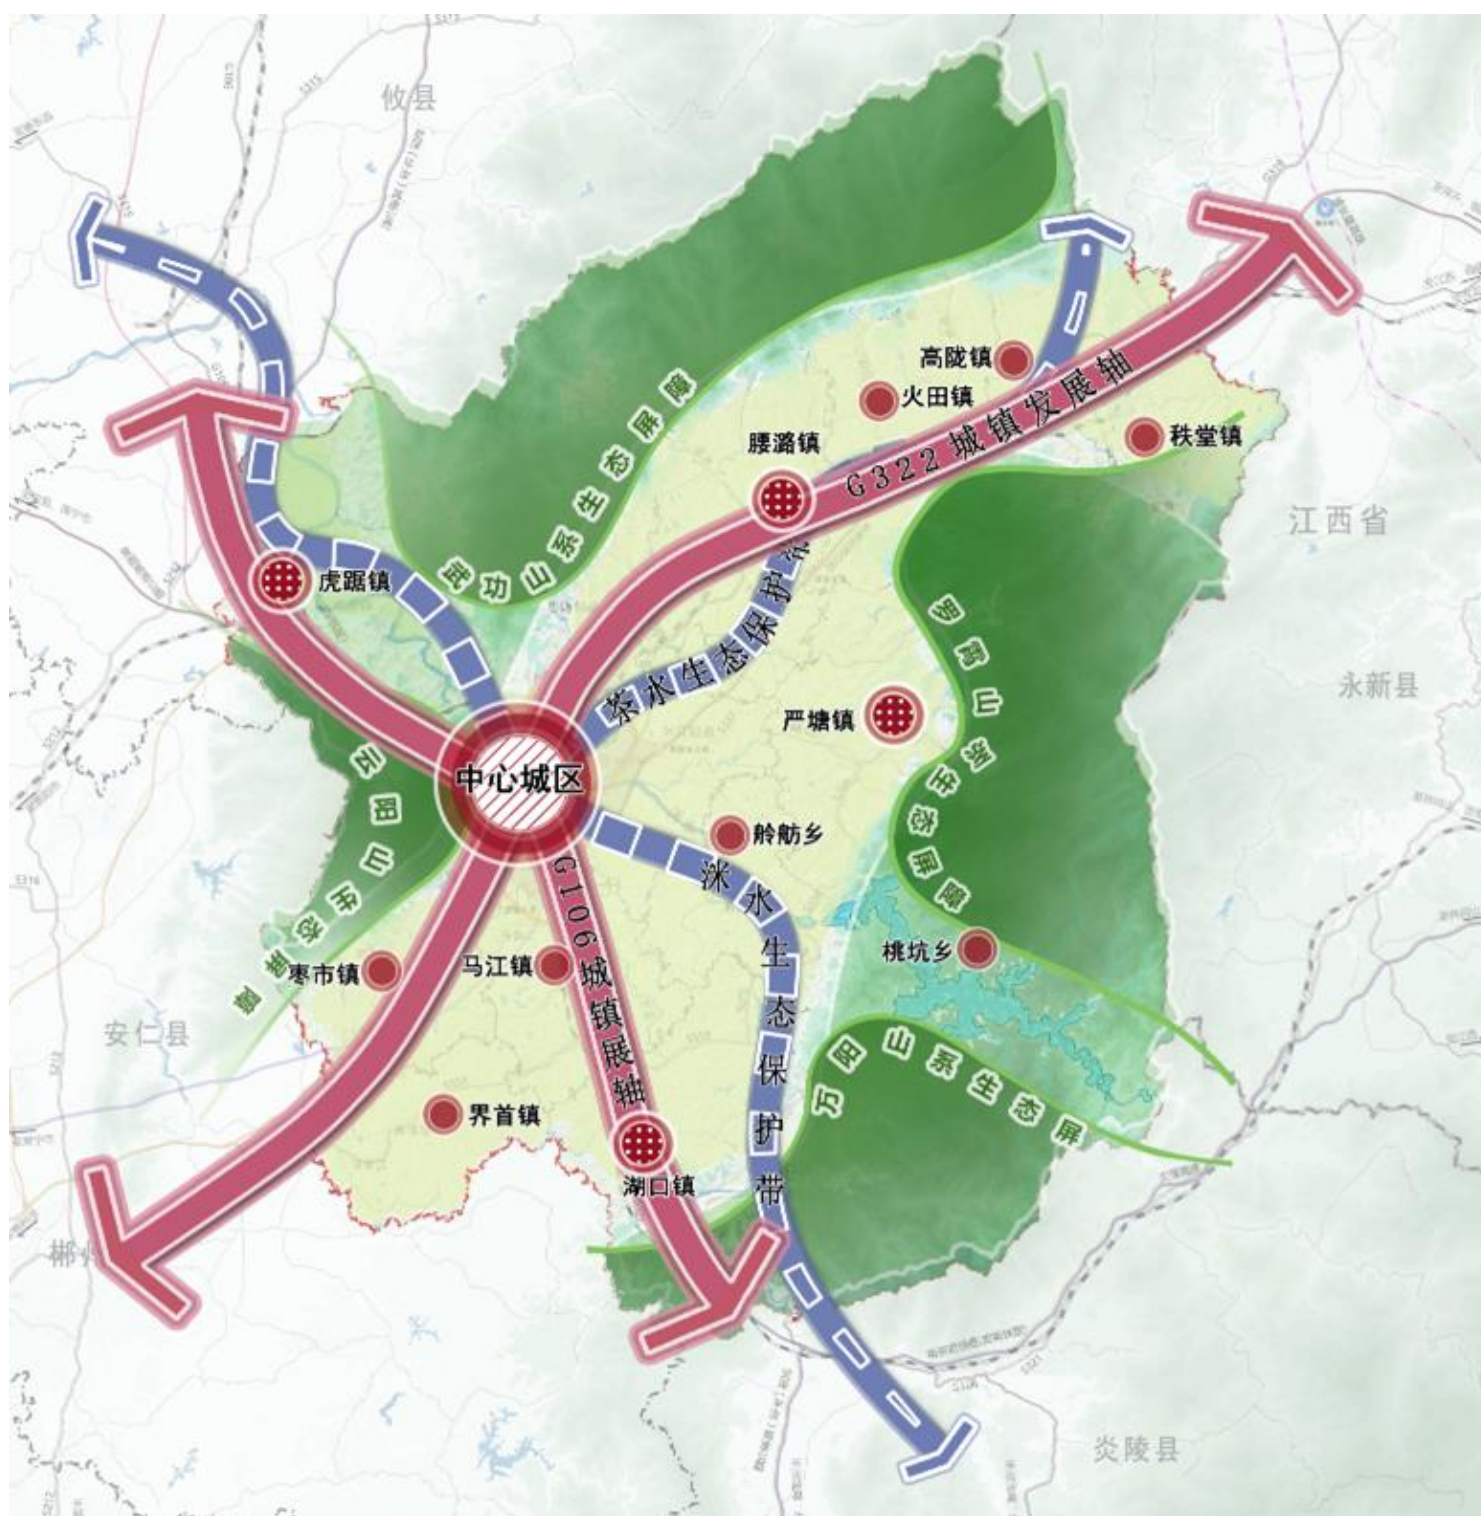 攸县
S315
G106
高陇镇
火田镇
腰潞镇
秩堂镇
G322城镇发展轴
武功山系生态屏障
江西省
虎踞镇
茶水生态保护带
罗霄山系生态屏障
永新县
严塘镇
中心城区
云阳山生态屏障
舲舫乡
洣水生态保护带
S316
G106城镇展轴
桃坑乡
枣市镇
马江镇
安仁县
万阳山系生态屏
界首镇
湖口镇
郴州
S321
炎陵县
S212